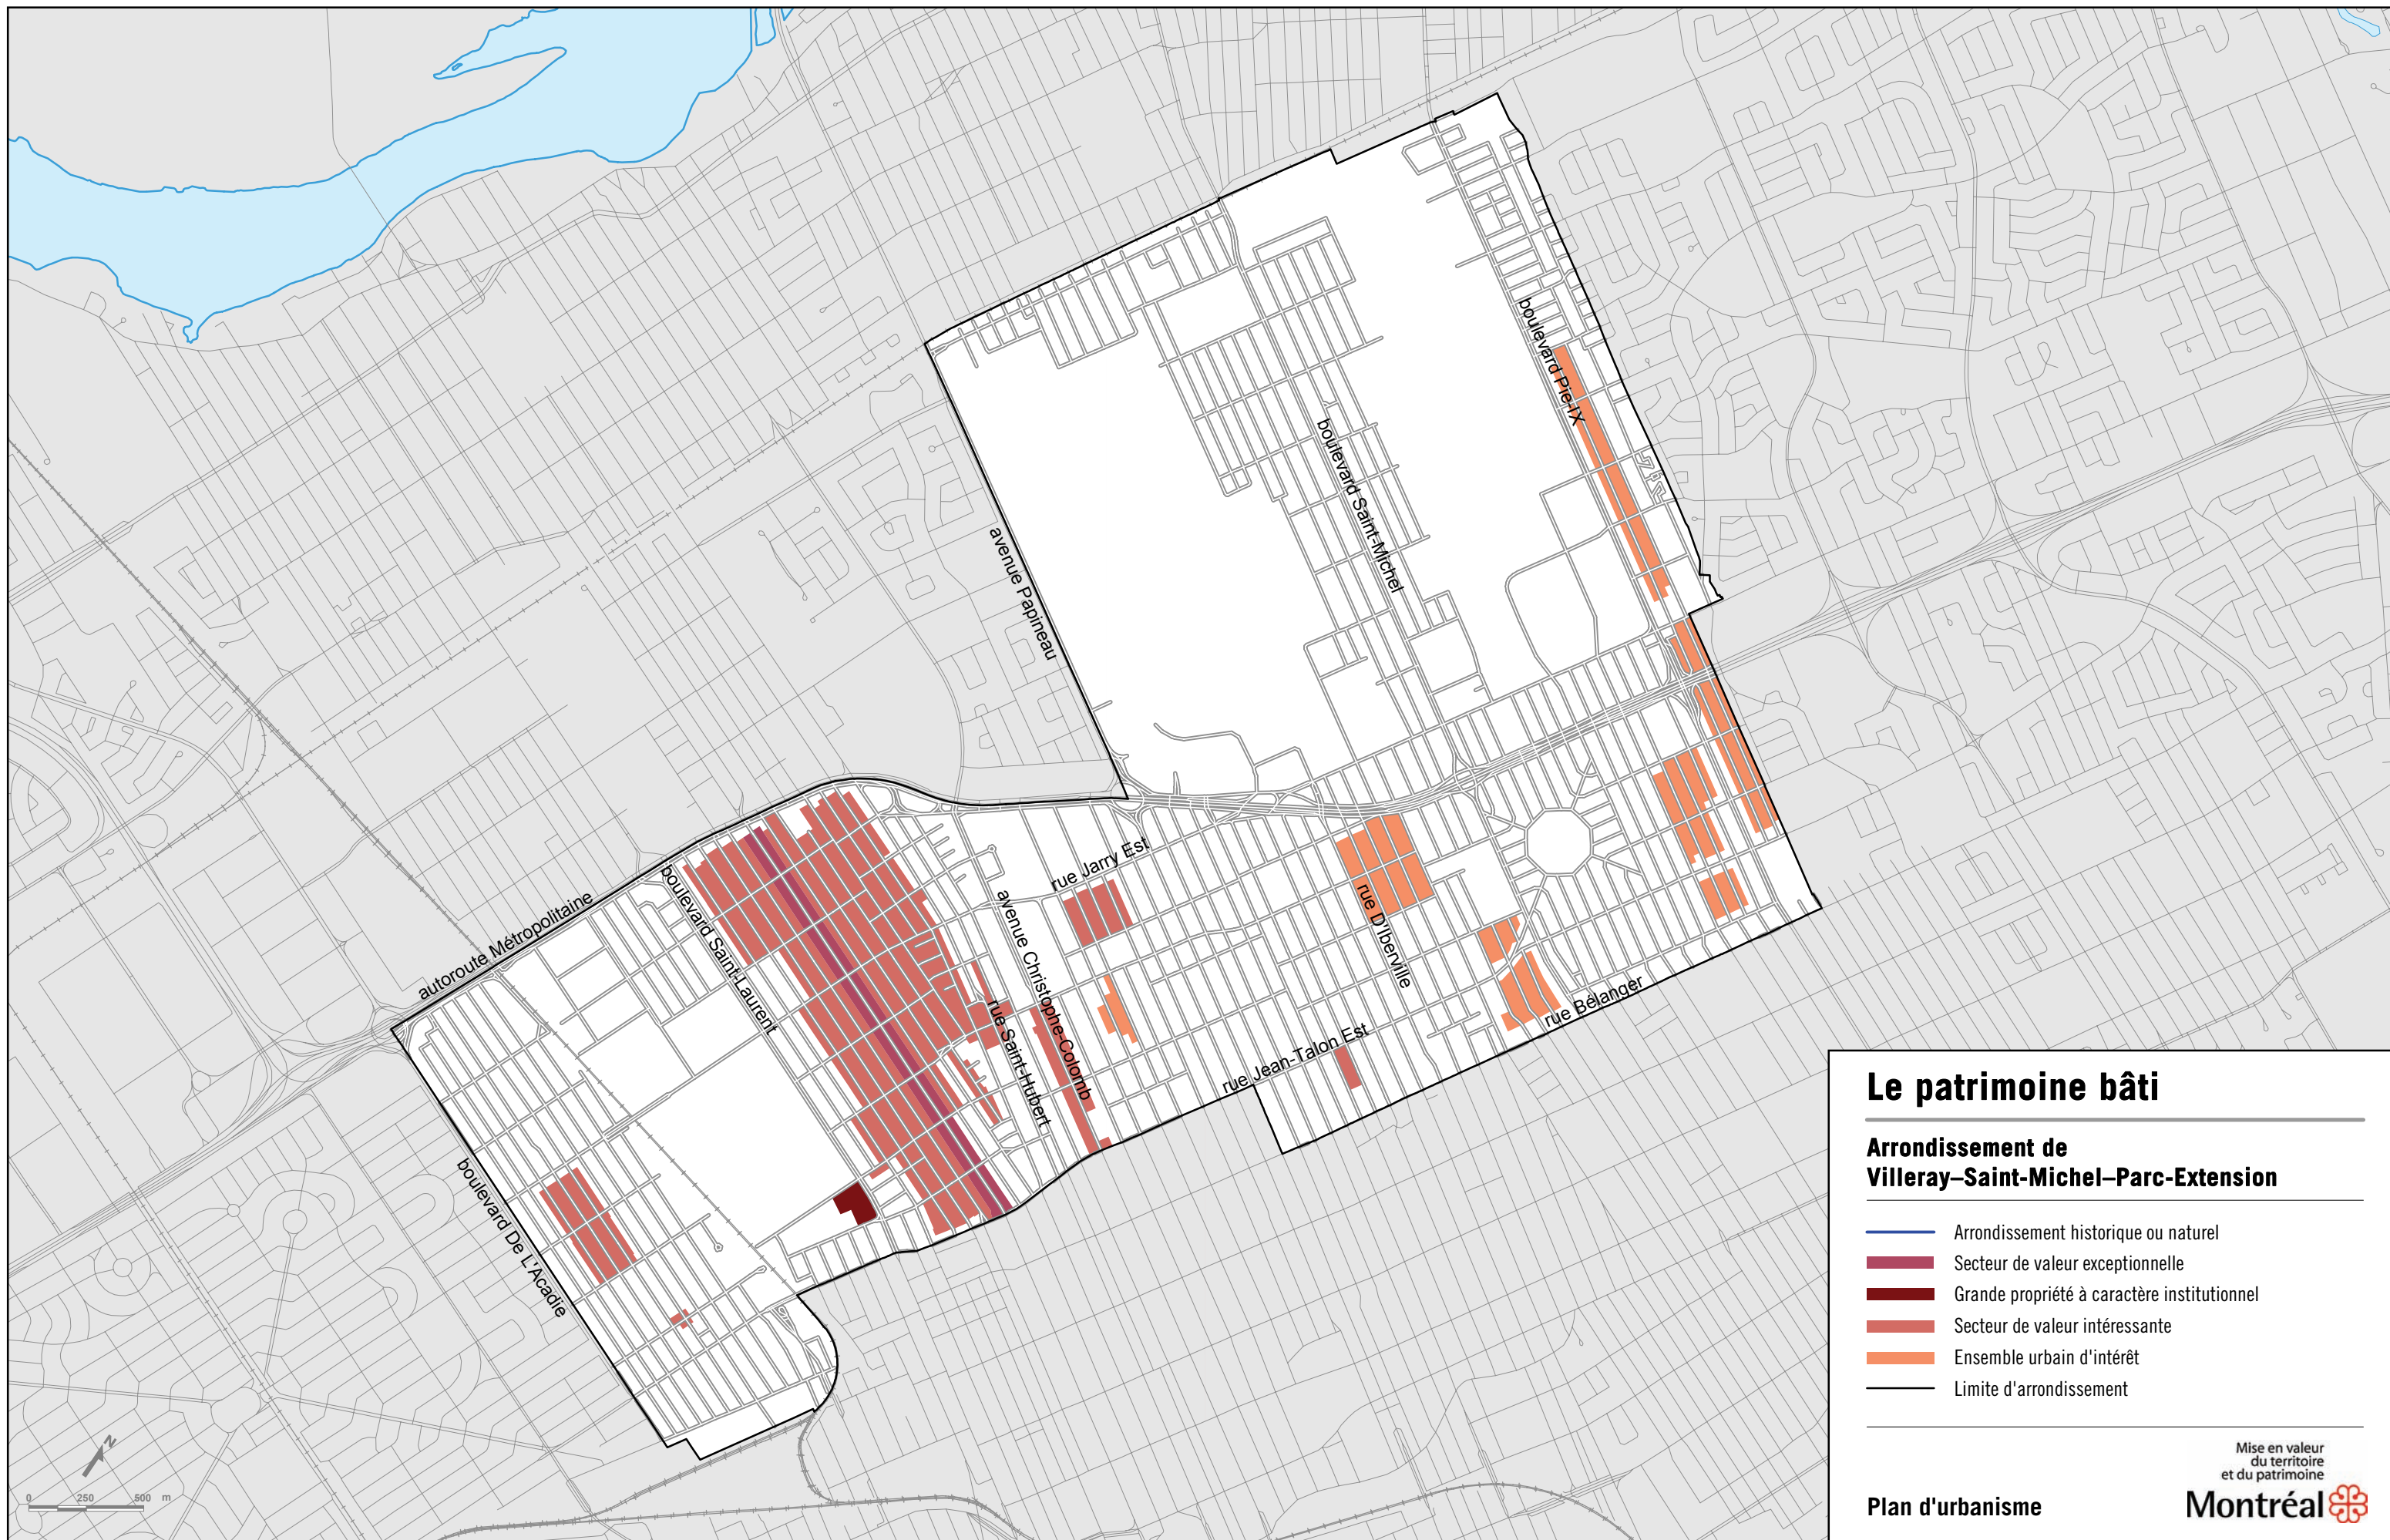 boulevard Pie-IX
boulevard Saint-Michel
avenue Papineau
rue Jarry Est
autoroute Métropolitaine
boulevard Saint-Laurent
avenue Christophe-Colomb
rue D'Iberville
rue Saint-Hubert
rue Bélanger
rue Jean-Talon Est
boulevard De L'Acadie
N
0 250 500 m
Le patrimoine bâti
Arrondissement de
Villeray–Saint-Michel–Parc-Extension
Arrondissement historique ou naturel
Secteur de valeur exceptionnelle
Grande propriété à caractère institutionnel
Secteur de valeur intéressante
Ensemble urbain d'intérêt
Limite d'arrondissement
Mise en valeur
du territoire
et du patrimoine
Plan d'urbanisme
Montréal